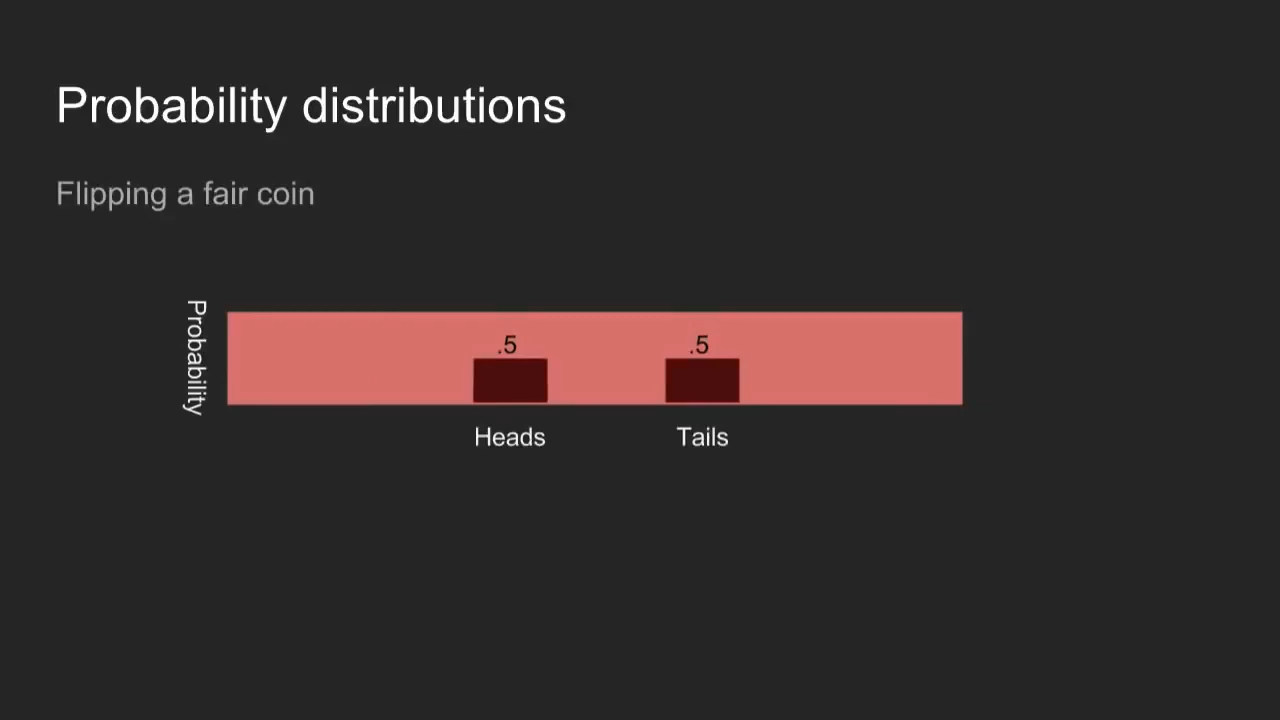 Probability distributions
Flipping a fair coin
Probability
.5 .5
Heads Tails